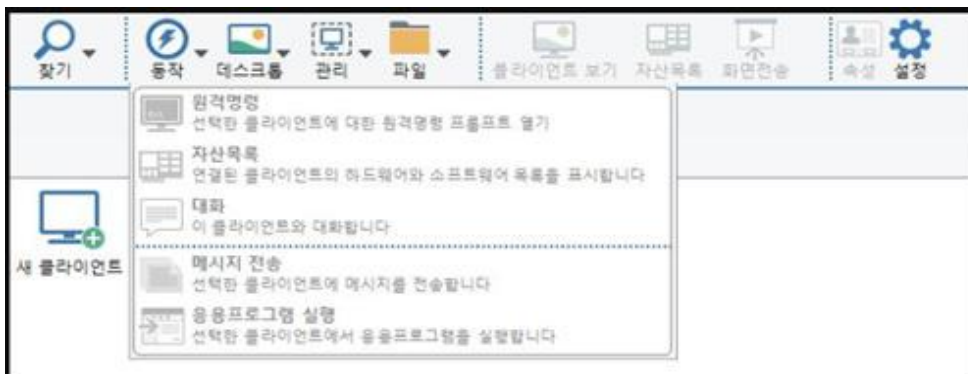 찾기
동작
데스크톱
관리
파일
클라이언트 보기
자산목록
화면전송
속성
설정
원격명령
선택한 클라이언트에 대한 원격명령 프롬프트 열기
자산목록
연결된 클라이언트의 하드웨어와 소프트웨어 목록을 표시합니다
대화
이 클라이언트와 대화합니다
새 클라이언트
메시지 전송
선택한 클라이언트에 메시지를 전송합니다
응용프로그램 실행
선택한 클라이언트에서 응용프로그램을 실행합니다